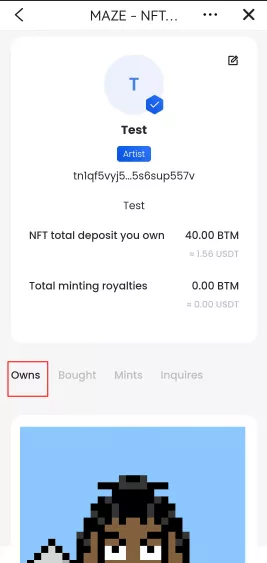 MAZE - NFT...
T
Test
Artist
tn1qf5vyj5...5s6sup557v
Test
NFT total deposit you own 40.00 BTM
≈ 1.56 USDT
Total minting royalties 0.00 BTM
≈ 0.00 USDT
Owns Bought Mints Inquires